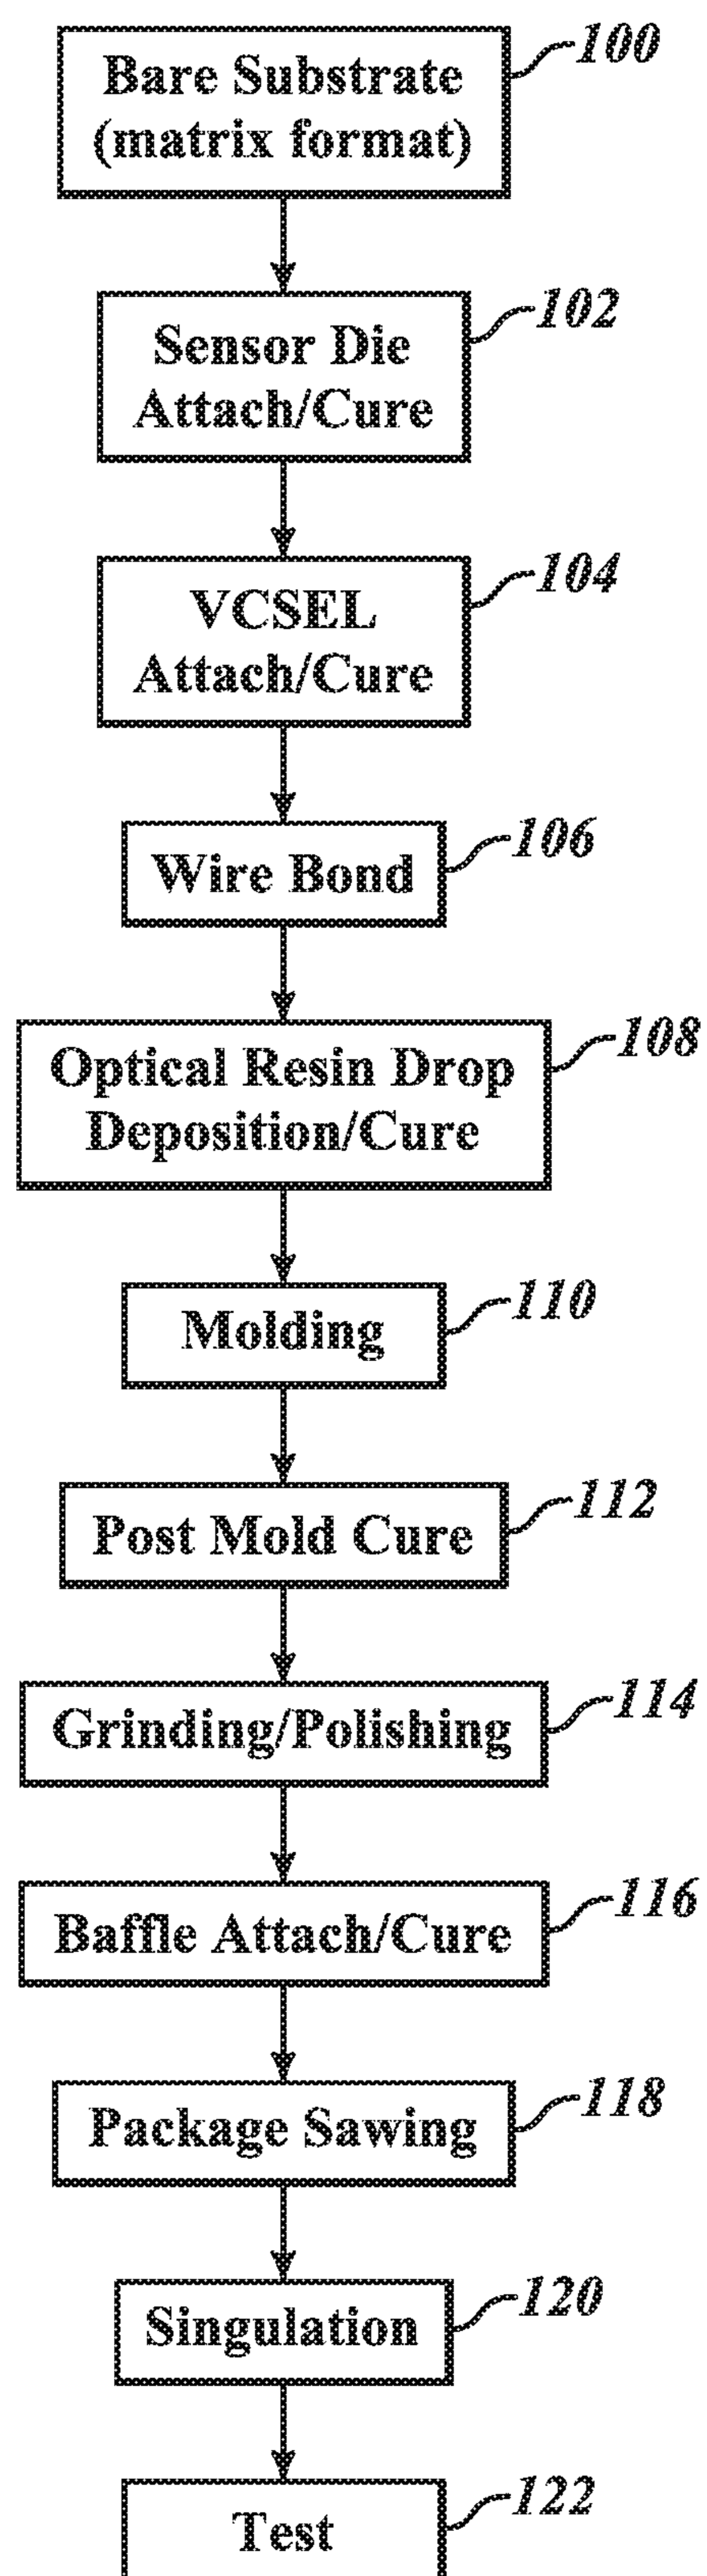 Bare Substrate
(matrix format)
100
Sensor Die
Attach/Cure
102
VCSEL
Attach/Cure
104
Wire Bond
106
Optical Resin Drop
Deposition/Cure
108
Molding
110
Post Mold Cure
112
Grinding/Polishing
114
Baffle Attach/Cure
116
Package Sawing
118
Singulation
120
Test
122